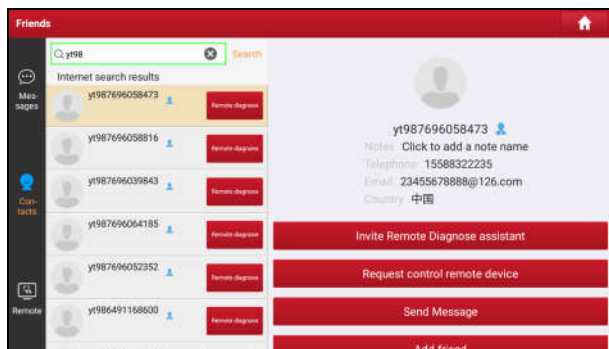 Friends
yt98
Search
Internet search results
Mes-
sages
Con-
tacts
Remote
yt987696058473
Remote diagnose
yt987696058816
Remote diagnose
yt987696039843
Remote diagnose
yt987696064185
Remote diagnose
yt987696052352
Remote diagnose
yt986491168600
Remote diagnose
yt987696058473
Notes Click to add a note name
Telephone 15588322235
Email 23455678888@126.com
Country 中国
Invite Remote Diagnose assistant
Request control remote device
Send Message
Add friend